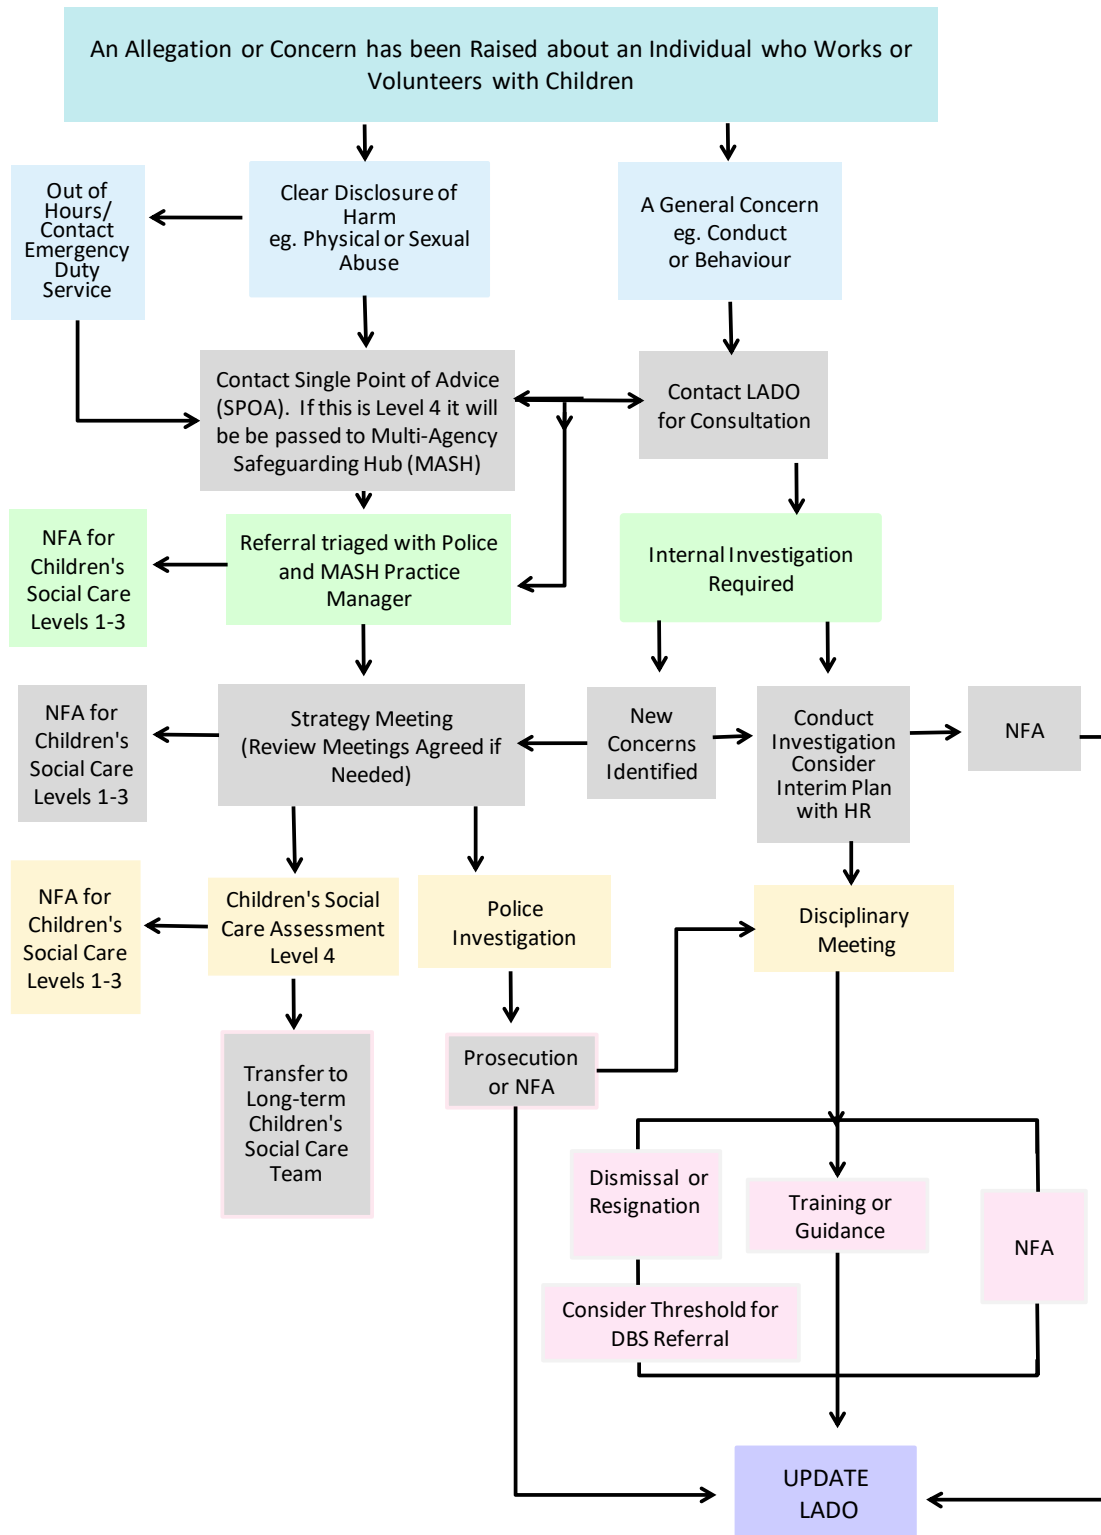 An Allegation or Concern has been Raised about an Individual who Works or
Volunteers with Children
Out of
Hours/
Contact
Emergency
Duty
Service
Clear Disclosure of
Harm
eg. Physical or Sexual
Abuse
A General Concern
eg. Conduct
or Behaviour
Contact Single Point of Advice
(SPOA). If this is Level 4 it will
be be passed to Multi-Agency
Safeguarding Hub (MASH)
Contact LADO
for Consultation
NFA for
Children's
Social Care
Levels 1-3
Referral triaged with Police
and MASH Practice
Manager
Internal Investigation
Required
NFA for
Children's
Social Care
Levels 1-3
Strategy Meeting
(Review Meetings Agreed if
Needed)
New
Concerns
Identified
Conduct
Investigation
Consider
Interim Plan
with HR
NFA
NFA for
Children's
Social Care
Levels 1-3
Children's Social
Care Assessment
Level 4
Police
Investigation
Disciplinary
Meeting
Transfer to
Long-term
Children's
Social Care
Team
Prosecution
or NFA
Dismissal or
Resignation
Training or
Guidance
NFA
Consider Threshold for
DBS Referral
UPDATE
LADO